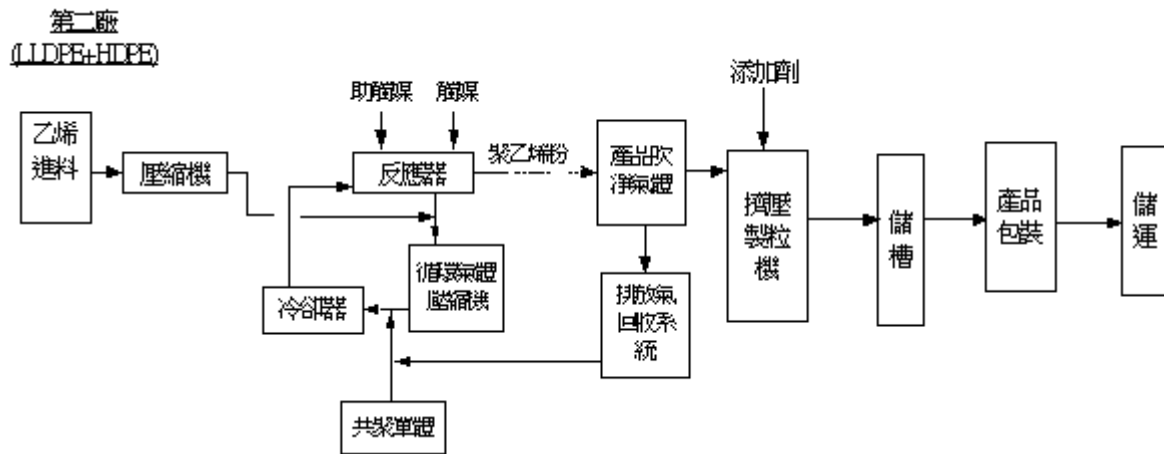 第二廠
(LLDPE+HDPE)
添加劑
助觸媒
觸媒
乙烯
進料
壓縮機
反應器
聚乙烯粉
產品吹
淨氣體
擠壓
製粒
機
儲
槽
產品
包裝
儲
運
循環氣體
壓縮機
冷卻器
排放氣
回收系
統
共聚單體